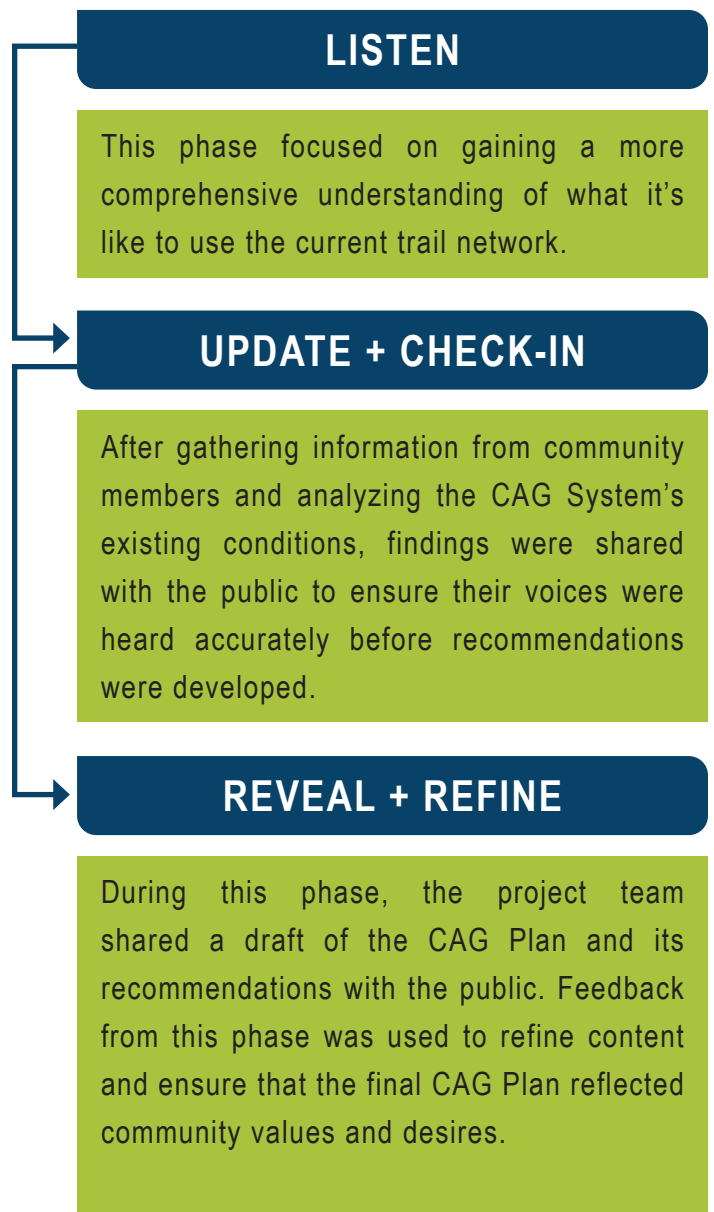 LISTEN
This phase focused on gaining a more
comprehensive understanding of what it's
like to use the current trail network.
UPDATE + CHECK-IN
After gathering information from community
members and analyzing the CAG System's
existing conditions, findings were shared
with the public to ensure their voices were
heard accurately before recommendations
were developed.
REVEAL + REFINE
During this phase, the project team
shared a draft of the CAG Plan and its
recommendations with the public. Feedback
from this phase was used to refine content
and ensure that the final CAG Plan reflected
community values and desires.